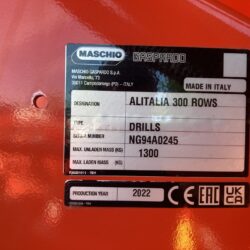 MASCHIO GASPARDO
MASCHIO GASPARDO S.p.A.
Via Marcello, 73
35011 Campodarsego (PD) - ITALY
MADE IN ITALY
DESIGNATION ALITALIA 300 ROWS
TYPE DRILLS
SERIAL NUMBER NG94A0245
MAX. UNLADEN MASS (KG) 1300
MAX. LADEN MASS (KG)
PRODUCTION YEAR 2022 CE EAC UK CA